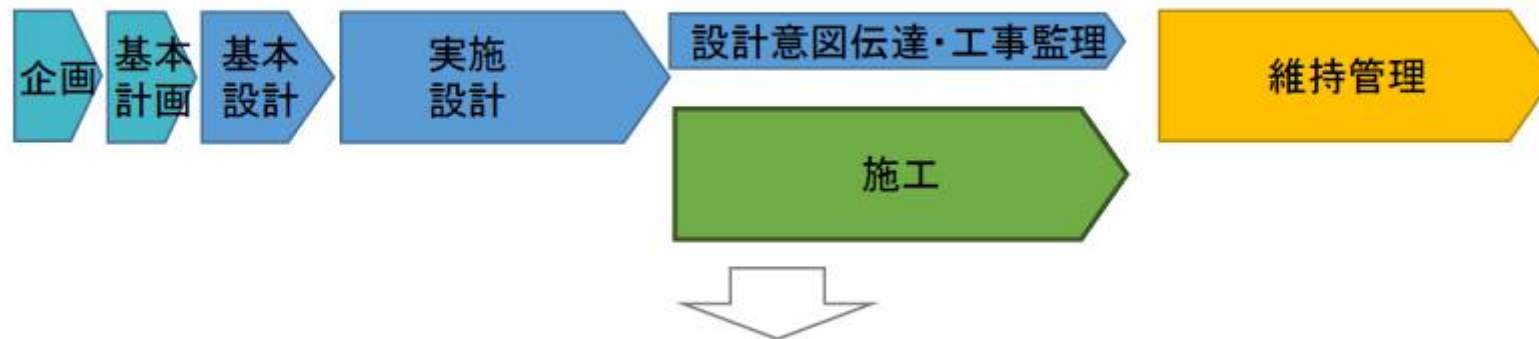 企画
基本
計画
基本
設計
実施
設計
設計意図伝達・工事監理
施工
維持管理